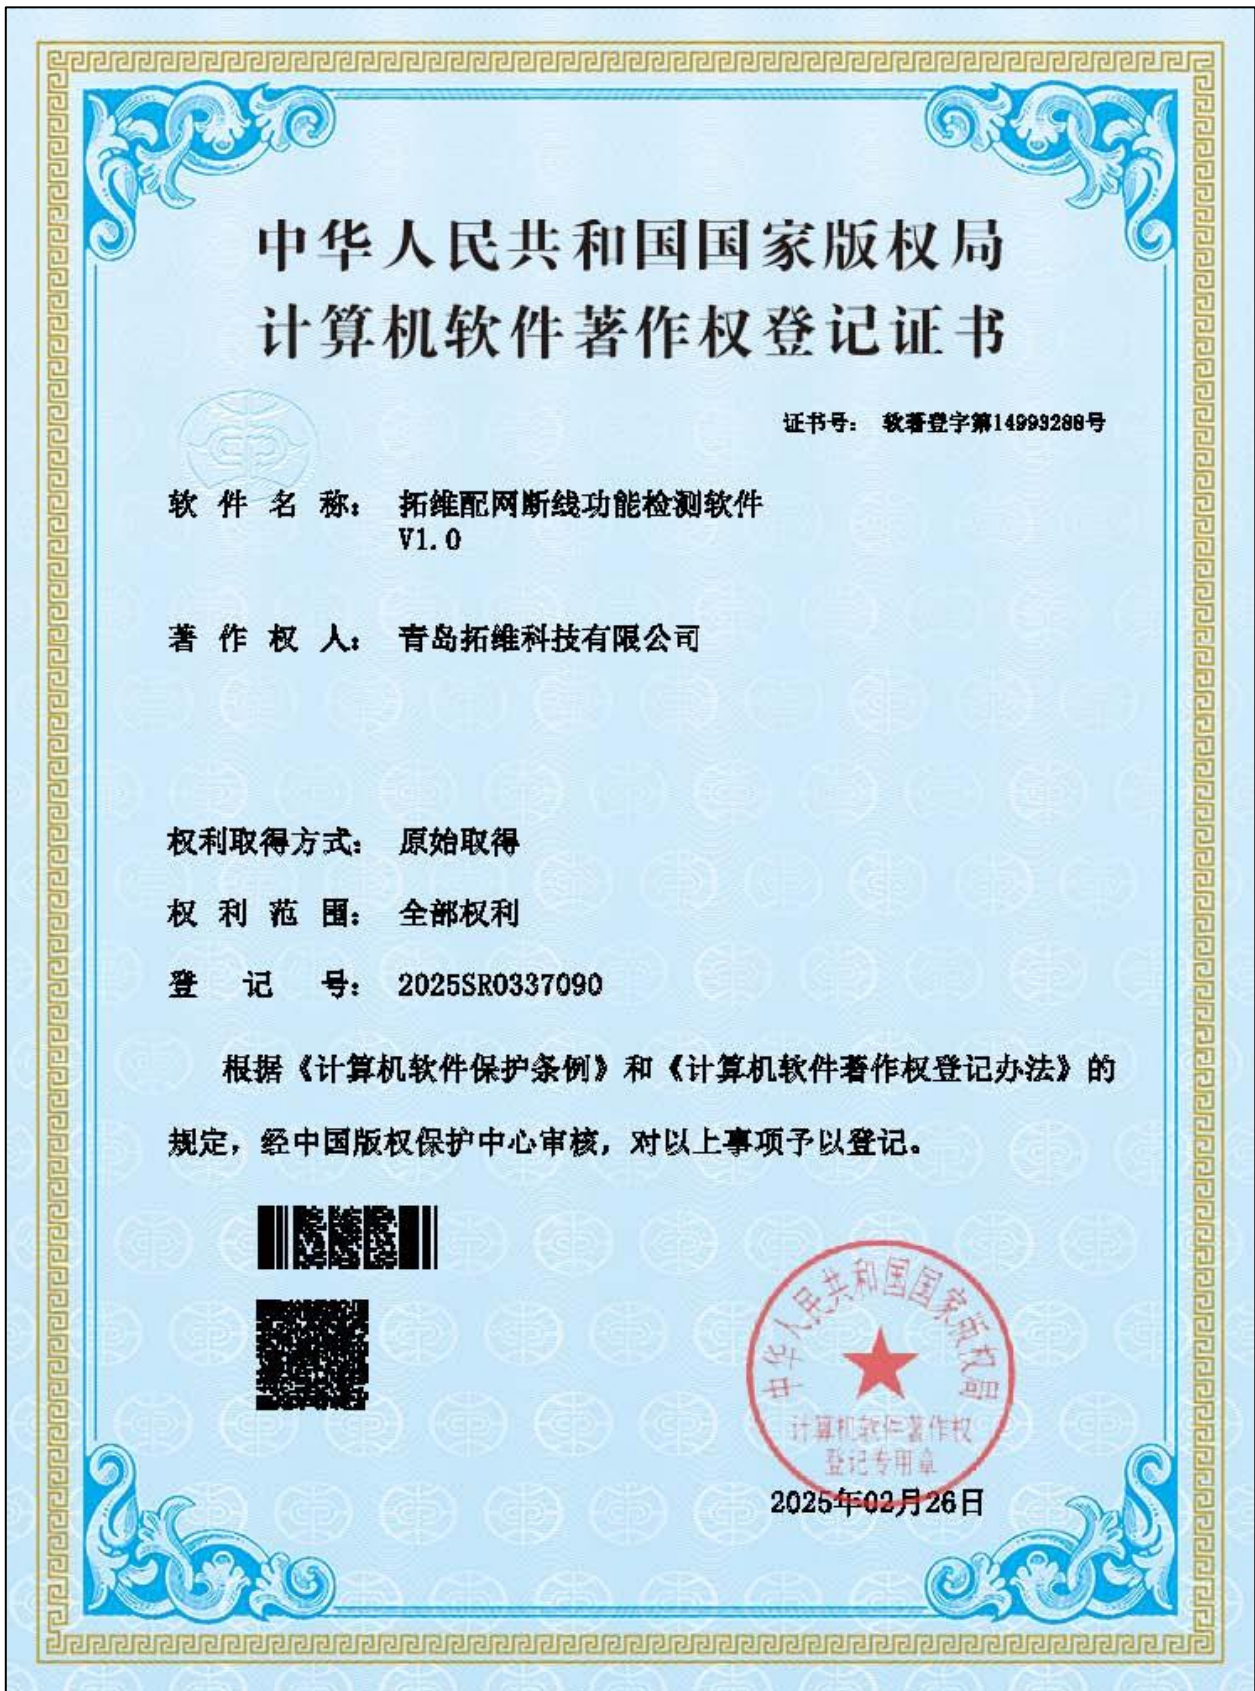 中华人民共和国国家版权局
计算机软件著作权登记证书
证书号： 软著登字第14993288号
软件名称： 拓维配网断线功能检测软件
V1.0
著作权人： 青岛拓维科技有限公司
权利取得方式： 原始取得
权利范围： 全部权利
登记号： 2025SR0337090
根据《计算机软件保护条例》和《计算机软件著作权登记办法》的
规定，经中国版权保护中心审核，对以上事项予以登记。
中华人民共和国国家版权局
计算机软件著作权
登记专用章
2025年02月26日